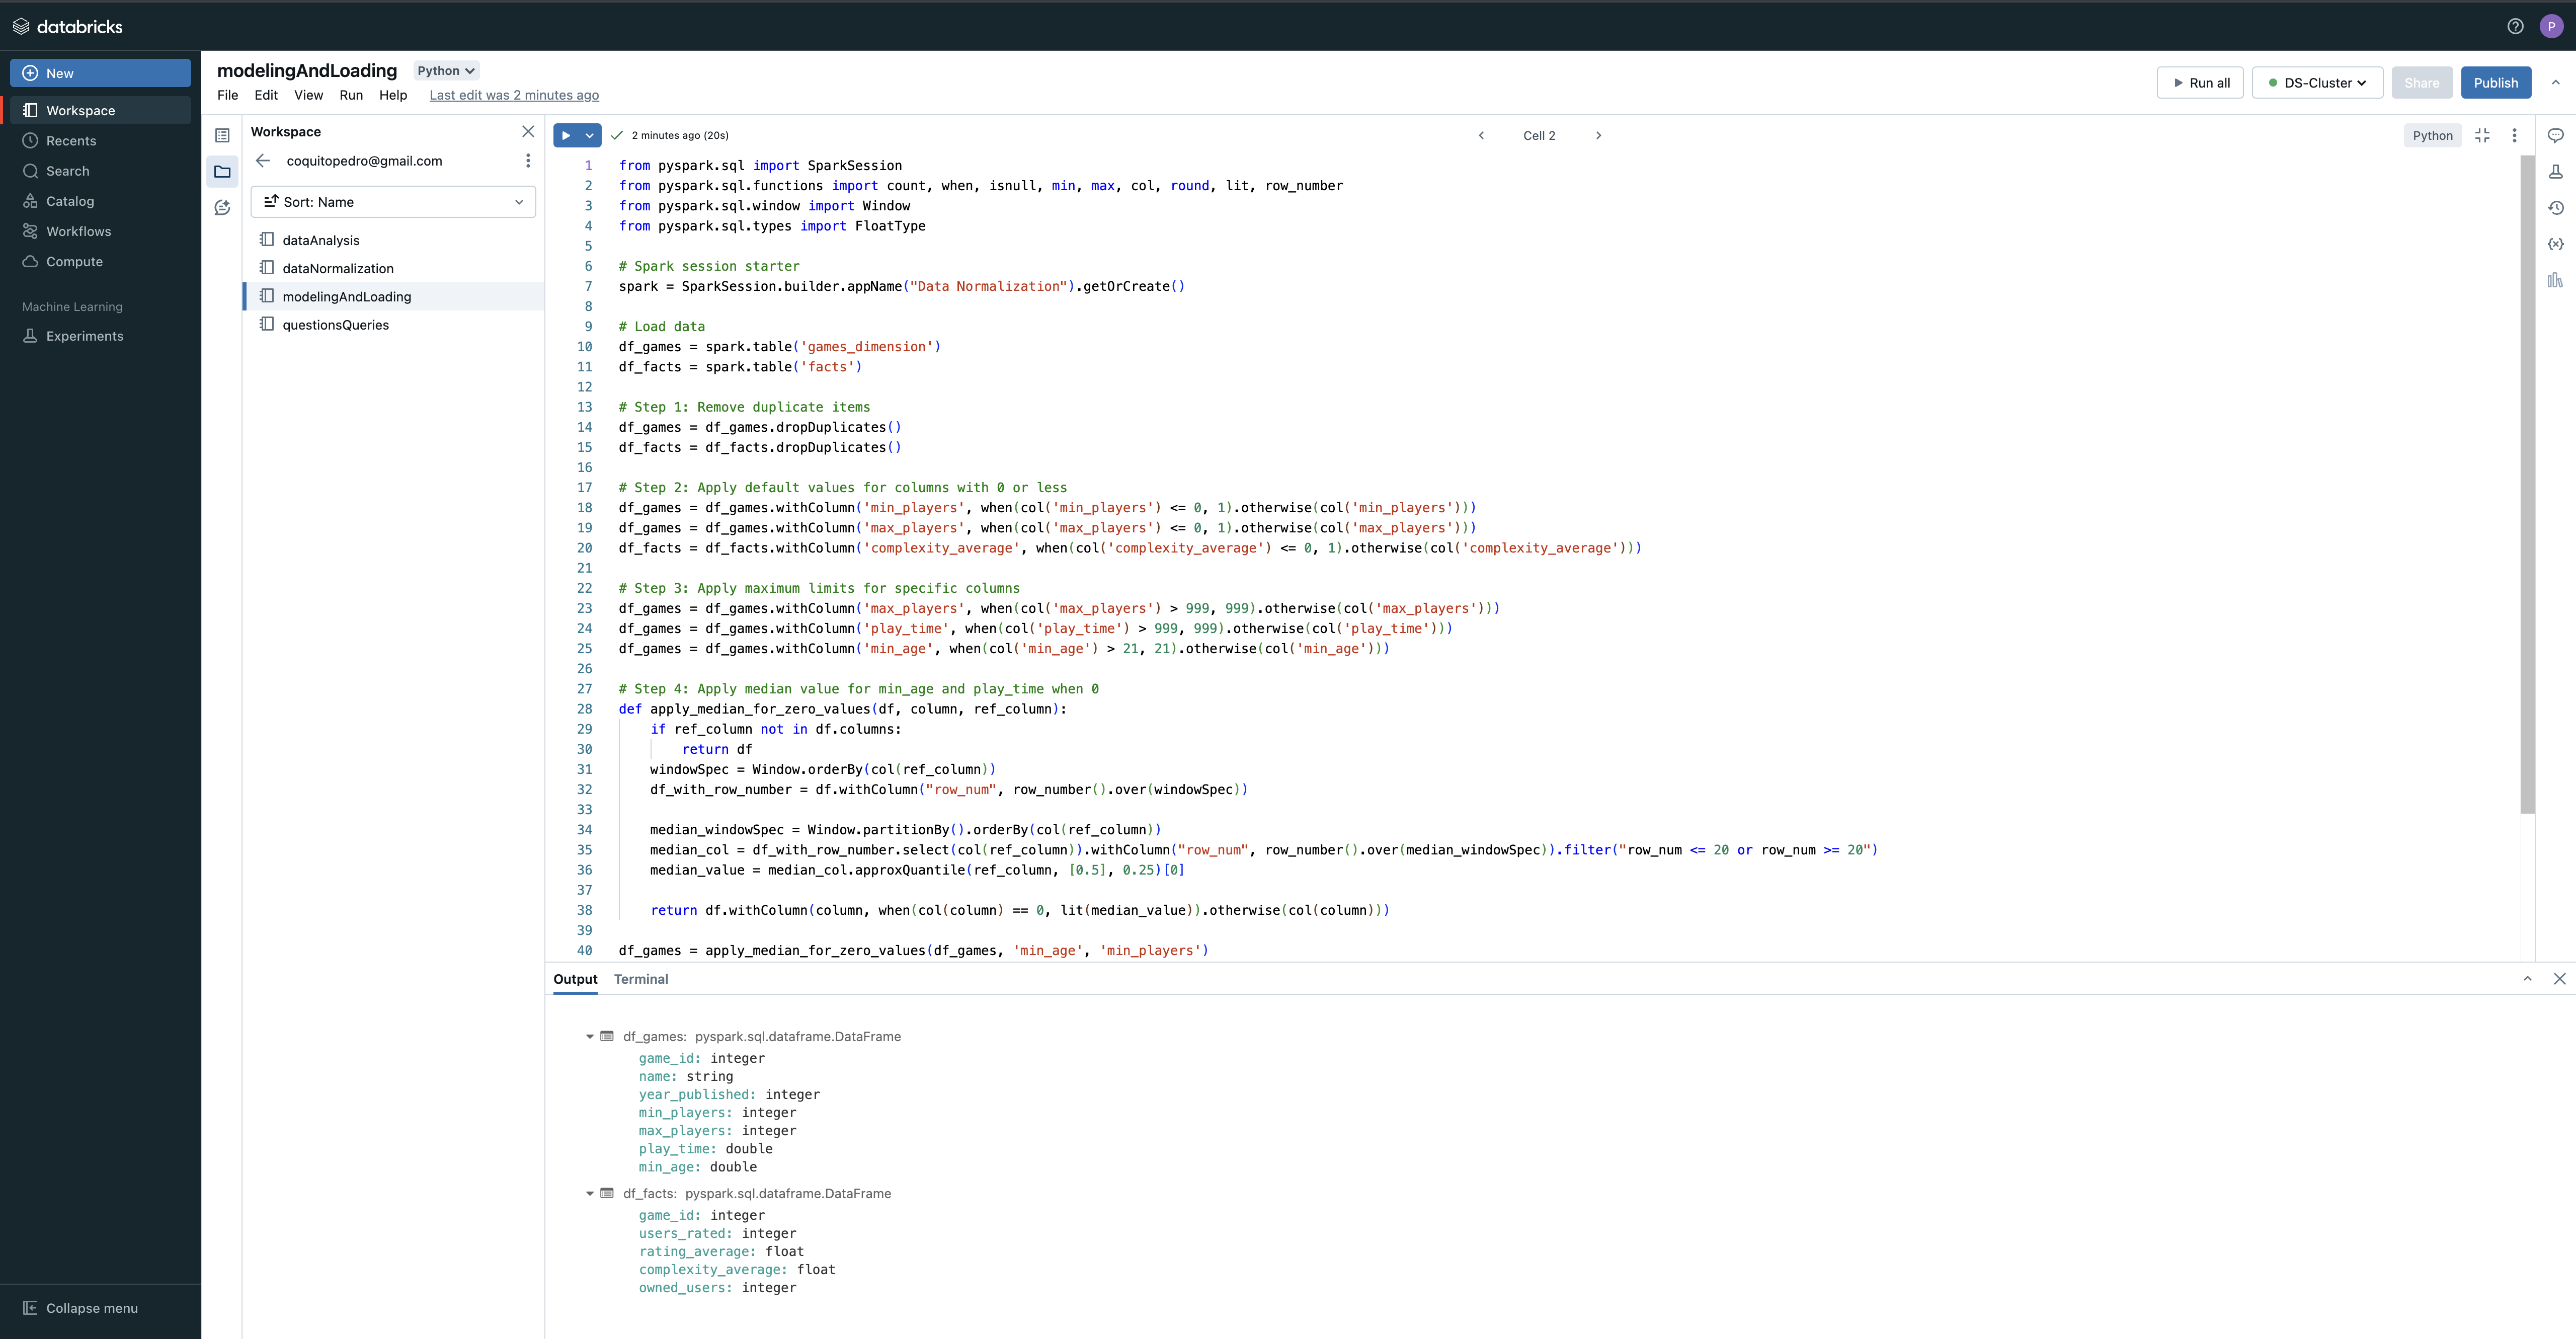 databricks
P
New
Workspace
Recents
Search
Catalog
Workflows
Compute
Machine Learning
Experiments
Collapse menu
modelingAndLoading Python
File Edit View Run Help Last edit was 2 minutes ago
Run all DS-Cluster Share Publish
Workspace
coquitopedro@gmail.com
Sort: Name
dataAnalysis
dataNormalization
modelingAndLoading
questionsQueries
2 minutes ago (20s) Cell 2 Python
1 from pyspark.sql import SparkSession
2 from pyspark.sql.functions import count, when, isnull, min, max, col, round, lit, row_number
3 from pyspark.sql.window import Window
4 from pyspark.sql.types import FloatType
5
6 # Spark session starter
7 spark = SparkSession.builder.appName("Data Normalization").getOrCreate()
8
9 # Load data
10 df_games = spark.table('games_dimension')
11 df_facts = spark.table('facts')
12
13 # Step 1: Remove duplicate items
14 df_games = df_games.dropDuplicates()
15 df_facts = df_facts.dropDuplicates()
16
17 # Step 2: Apply default values for columns with 0 or less
18 df_games = df_games.withColumn('min_players', when(col('min_players') <= 0, 1).otherwise(col('min_players')))
19 df_games = df_games.withColumn('max_players', when(col('max_players') <= 0, 1).otherwise(col('max_players')))
20 df_facts = df_facts.withColumn('complexity_average', when(col('complexity_average') <= 0, 1).otherwise(col('complexity_average')))
21
22 # Step 3: Apply maximum limits for specific columns
23 df_games = df_games.withColumn('max_players', when(col('max_players') > 999, 999).otherwise(col('max_players')))
24 df_games = df_games.withColumn('play_time', when(col('play_time') > 999, 999).otherwise(col('play_time')))
25 df_games = df_games.withColumn('min_age', when(col('min_age') > 21, 21).otherwise(col('min_age')))
26
27 # Step 4: Apply median value for min_age and play_time when 0
28 def apply_median_for_zero_values(df, column, ref_column):
29 if ref_column not in df.columns:
30 return df
31 windowSpec = Window.orderBy(col(ref_column))
32 df_with_row_number = df.withColumn("row_num", row_number().over(windowSpec))
33
34 median_windowSpec = Window.partitionBy().orderBy(col(ref_column))
35 median_col = df_with_row_number.select(col(ref_column)).withColumn("row_num", row_number().over(median_windowSpec)).filter("row_num <= 20 or row_num >= 20")
36 median_value = median_col.approxQuantile(ref_column, [0.5], 0.25)[0]
37
38 return df.withColumn(column, when(col(column) == 0, lit(median_value)).otherwise(col(column)))
39
40 df_games = apply_median_for_zero_values(df_games, 'min_age', 'min_players')
Output Terminal
df_games: pyspark.sql.dataframe.DataFrame
game_id: integer
name: string
year_published: integer
min_players: integer
max_players: integer
play_time: double
min_age: double
df_facts: pyspark.sql.dataframe.DataFrame
game_id: integer
users_rated: integer
rating_average: float
complexity_average: float
owned_users: integer